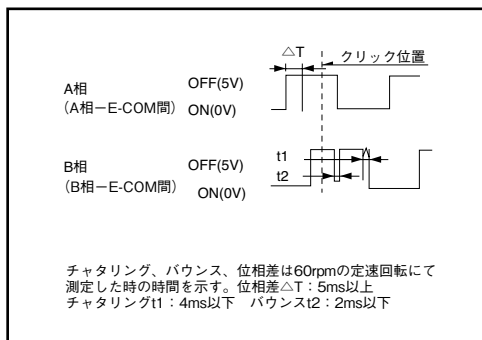 △T
クリック位置
A相
(A相－E-COM間)
OFF(5V)
ON(0V)
B相
(B相－E-COM間)
OFF(5V)
ON(0V)
t1
t2
チャタリング、バウンス、位相差は60rpmの定速回転にて
測定した時の時間を示す。位相差△T：5ms以上
チャタリングt1：4ms以下　バウンスt2：2ms以下